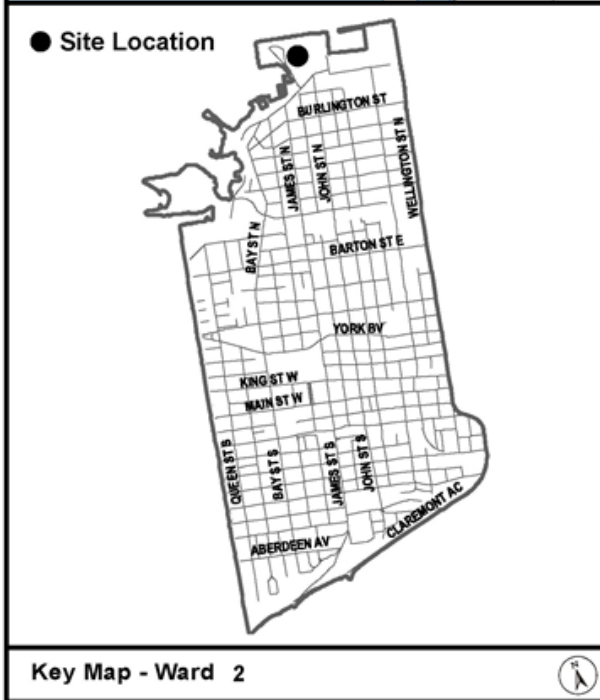 Site Location
BURLINGTON ST
JAMES ST N
JOHN ST N
WELLINGTON ST N
BAY ST N
BARTON ST E
YORK BV
KING ST W
MAIN ST W
QUEEN ST S
BAY ST S
JAMES ST S
JOHN ST S
CLAREMONT AC
ABERDEEN AV
Key Map - Ward 2
N